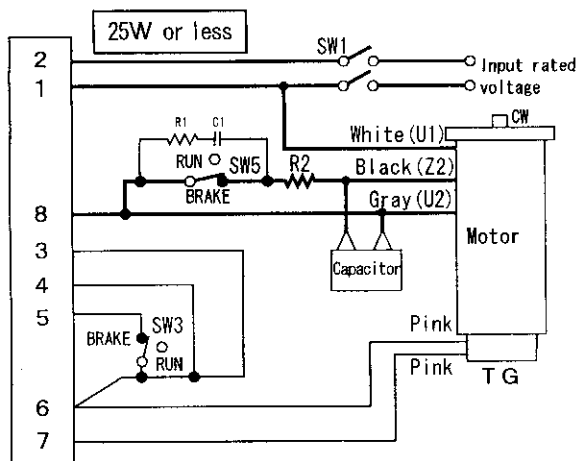 25W or less
2
SW1
Input rated
1
voltage
CW
White(U1)
R1
C1
RUN
SW5
R2
Black(Z2)
BRAKE
8
Gray(U2)
3
Motor
Capacitor
4
5
SW3
BRAKE
RUN
Pink
6
Pink
TG
7